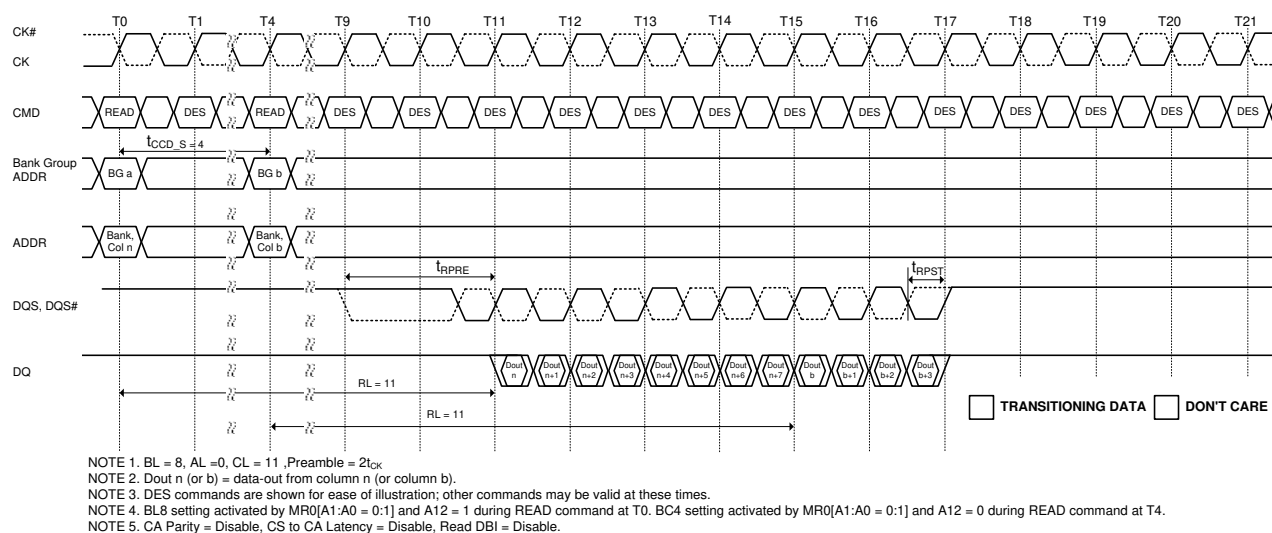 T0 T1 T4 T9 T10 T11 T12 T13 T14 T15 T16 T17 T18 T19 T20 T21
CK#
CK
CMD READ DES READ DES DES DES DES DES DES DES DES DES DES DES DES DES
tCCD_S = 4
Bank Group
ADDR
BG a BG b
ADDR
Bank,
Col n
Bank,
Col b
tRPRE
tRPST
DQS, DQS#
DQ
Dout
n
Dout
n+1
Dout
n+2
Dout
n+3
Dout
n+4
Dout
n+5
Dout
n+6
Dout
n+7
Dout
b
Dout
b+1
Dout
b+2
Dout
b+3
RL = 11
RL = 11
TRANSITIONING DATA DON'T CARE
NOTE 1. BL = 8, AL =0, CL = 11 ,Preamble = 2tCK
NOTE 2. Dout n (or b) = data-out from column n (or column b).
NOTE 3. DES commands are shown for ease of illustration; other commands may be valid at these times.
NOTE 4. BL8 setting activated by MR0[A1:A0 = 0:1] and A12 = 1 during READ command at T0. BC4 setting activated by MR0[A1:A0 = 0:1] and A12 = 0 during READ command at T4.
NOTE 5. CA Parity = Disable, CS to CA Latency = Disable, Read DBI = Disable.